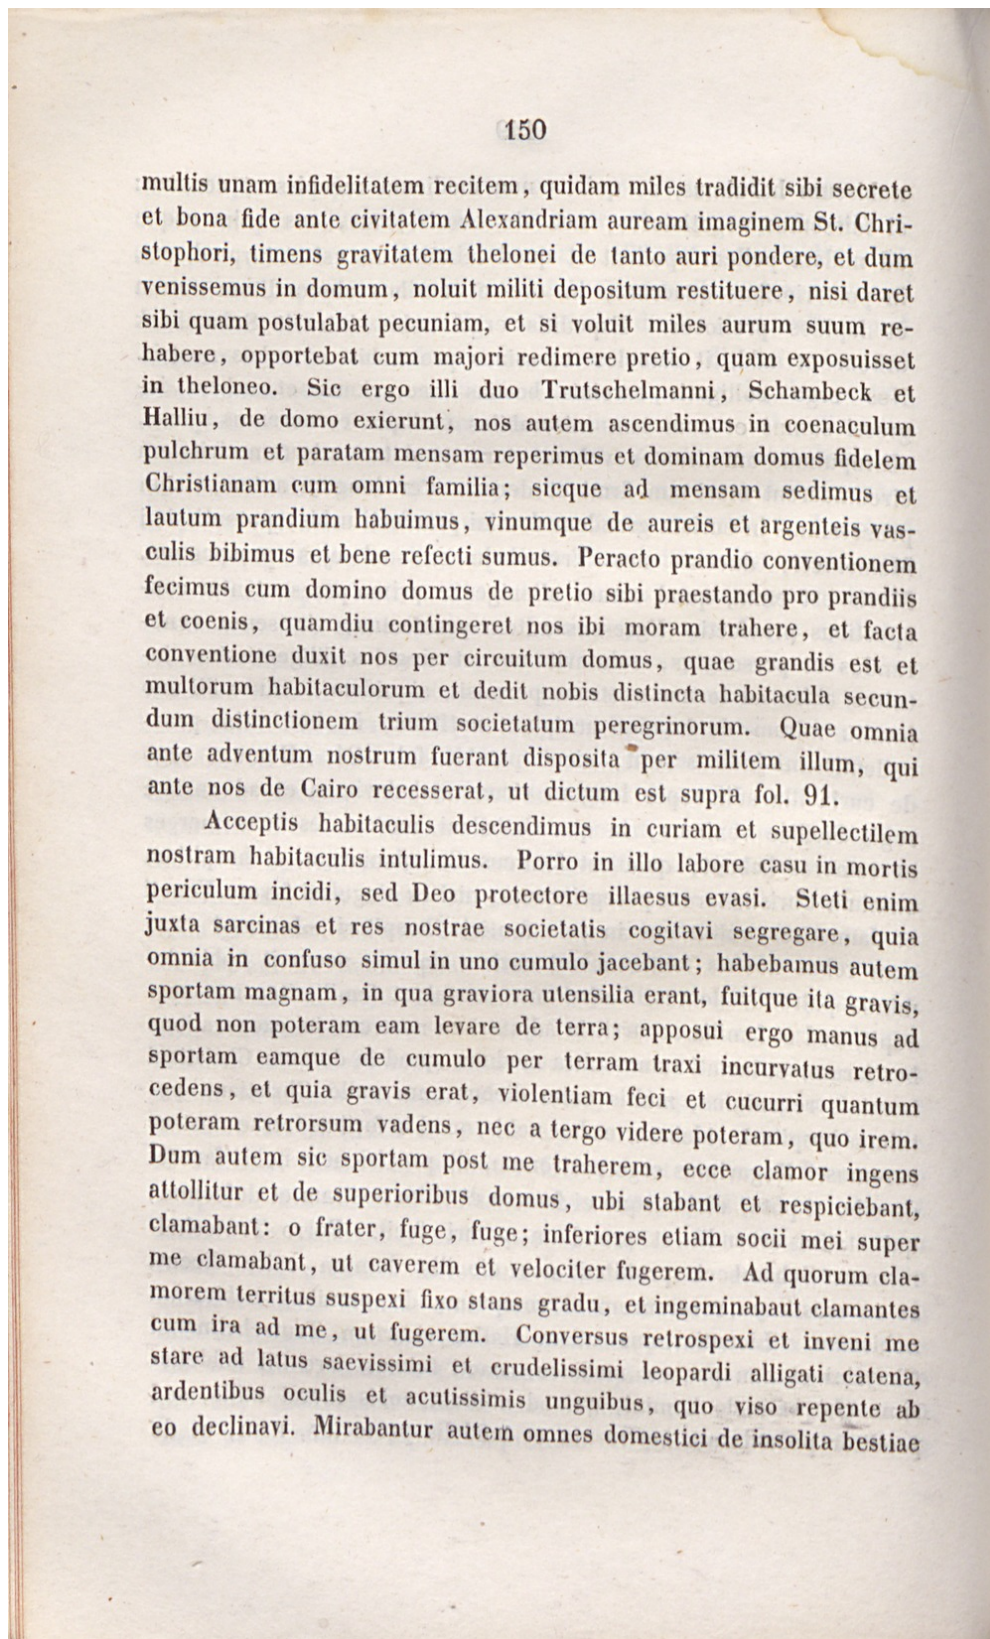 150
multis unam infidelitatem recitem, quidam miles tradidit sibi secrete
et bona fide ante civitatem Alexandriam auream imaginem St. Chri-
stophori, timens gravitatem thelonei de tanto auri pondere, et dum
venissemus in domum, noluit militi depositum restituere, nisi daret
sibi quam postulabat pecuniam, et si voluit miles aurum suum re-
habere, opportebat cum majori redimere pretio, quam exposuisset
in theloneo. Sic ergo illi duo Trutschelmanni, Schambeck et
Halliu, de domo exierunt, nos autem ascendimus in coenaculum
pulchrum et paratam mensam reperimus et dominam domus fidelem
Christianam cum omni familia; sicque ad mensam sedimus et
lautum prandium habuimus, vinumque de aureis et argenteis vas-
culis bibimus et bene refecti sumus. Peracto prandio conventionem
fecimus cum domino domus de pretio sibi praestando pro prandiis
et coenis, quamdiu contingeret nos ibi moram trahere, et facta
conventione duxit nos per circuitum domus, quae grandis est et
multorum habitaculorum et dedit nobis distincta habitacula secun-
dum distinctionem trium societatum peregrinorum. Quae omnia
ante adventum nostrum fuerant disposita per militem illum, qui
ante nos de Cairo recesserat, ut dictum est supra fol. 91.
Acceptis habitaculis descendimus in curiam et supellectilem
nostram habitaculis intulimus. Porro in illo labore casu in mortis
periculum incidi, sed Deo protectore illaesus evasi. Steti enim
juxta sarcinas et res nostrae societatis cogitavi segregare, quia
omnia in confuso simul in uno cumulo jacebant; habebamus autem
sportam magnam, in qua graviora utensilia erant, fuitque ita gravis,
quod non poteram eam levare de terra; apposui ergo manus ad
sportam eamque de cumulo per terram traxi incurvatus retro-
cedens, et quia gravis erat, violentiam feci et cucurri quantum
poteram retrorsum vadens, nec a tergo videre poteram, quo irem.
Dum autem sic sportam post me traherem, ecce clamor ingens
attollitur et de superioribus domus, ubi stabant et respiciebant,
clamabant: o frater, fuge, fuge; inferiores etiam socii mei super
me clamabant, ut caverem et velociter fugerem. Ad quorum cla-
morem territus suspexi fixo stans gradu, et ingeminabaut clamantes
cum ira ad me, ut fugerem. Conversus retrospexi et inveni me
stare ad latus saevissimi et crudelissimi leopardi alligati catena,
ardentibus oculis et acutissimis unguibus, quo viso repente ab
eo declinavi. Mirabantur autem omnes domestici de insolita bestiae